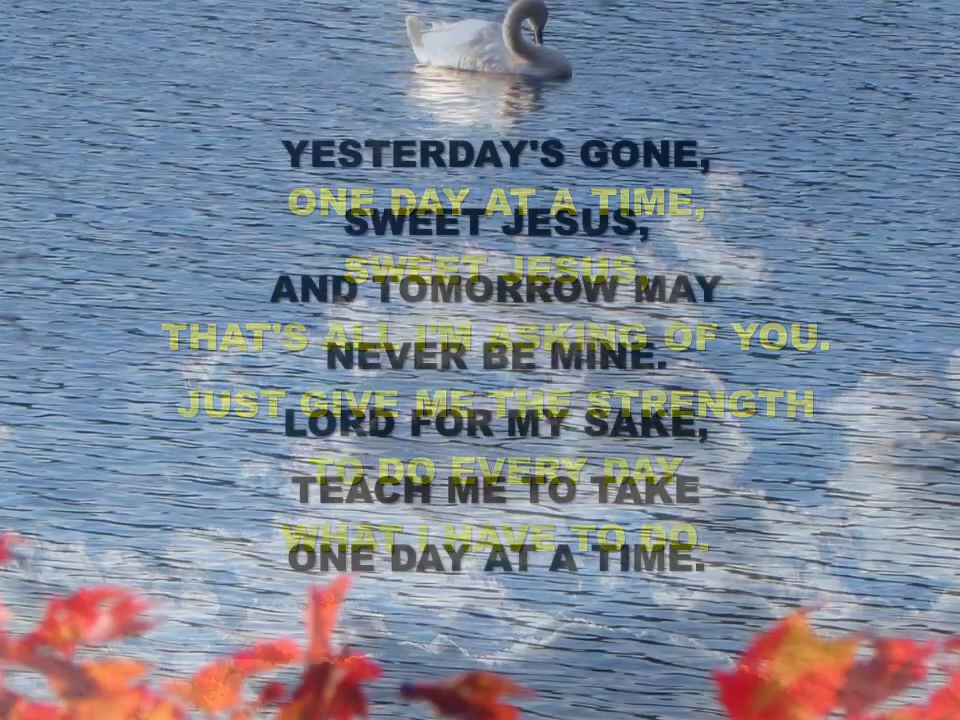 YESTERDAY'S GONE,
ONE DAY AT A TIME,
SWEET JESUS,
SWEET JESUS,
AND TOMORROW MAY
THAT'S ALL I'M ASKING OF YOU.
NEVER BE MINE.
JUST GIVE ME THE STRENGTH
LORD FOR MY SAKE,
TO DO EVERY DAY
TEACH ME TO TAKE
WHAT I HAVE TO DO.
ONE DAY AT A TIME.